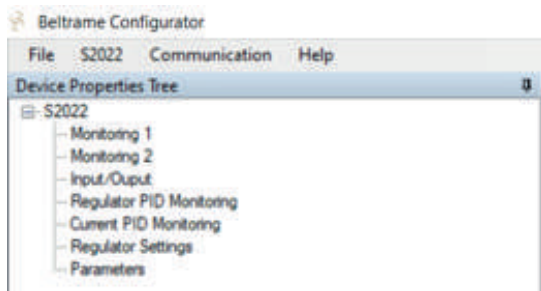 Beltrame Configurator
File S2022 Communication Help
Device Properties Tree
S2022
Monitoring 1
Monitoring 2
Input/Ouput
Regulator PID Monitoring
Current PID Monitoring
Regulator Settings
Parameters